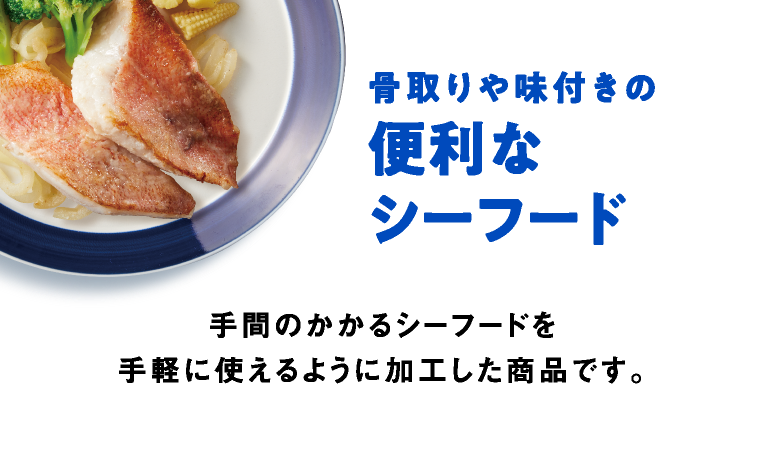 骨取りや味付きの
便利な
シーフード
手間のかかるシーフードを
手軽に使えるように加工した商品です。